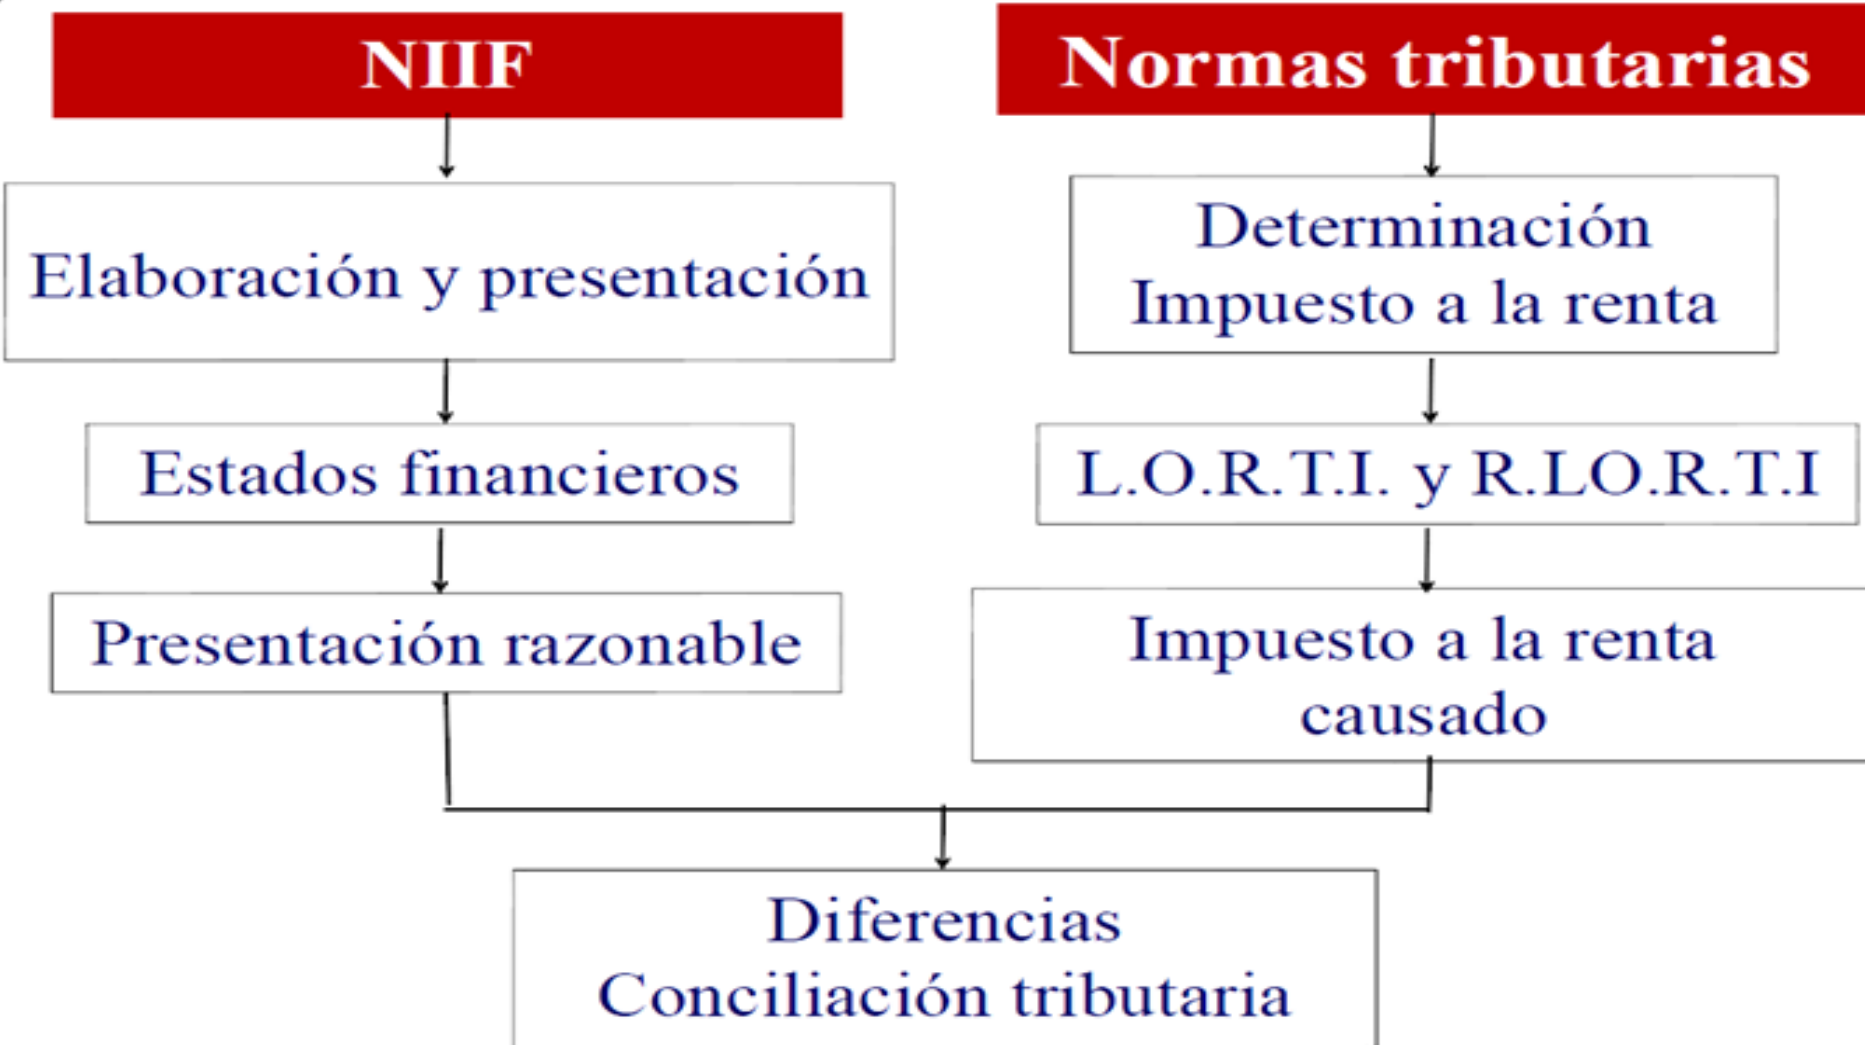 NIIF
Elaboración y presentación
Estados financieros
Presentación razonable
Normas tributarias
Determinación
Impuesto a la renta
L.O.R.T.I. y R.LO.R.T.I
Impuesto a la renta
causado
Diferencias
Conciliación tributaria